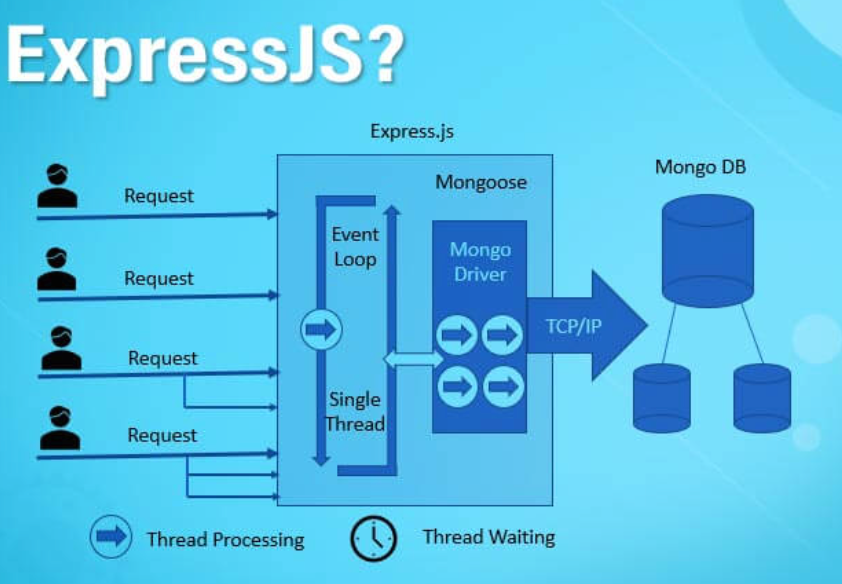 ExpressJS?
Express.js
Mongoose
Mongo DB
Request
Request
Request
Request
Event
Loop
Single
Thread
Mongo
Driver
TCP/IP
Thread Processing
Thread Waiting